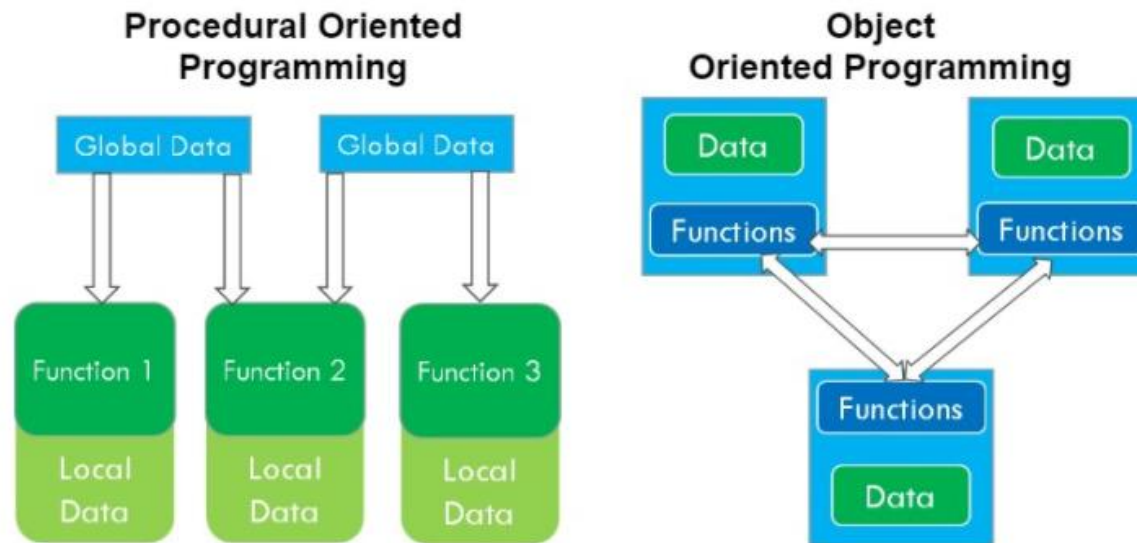 Procedural Oriented
Programming
Global Data
Global Data
Function 1
Function 2
Function 3
Local
Data
Local
Data
Local
Data
Object
Oriented Programming
Data
Data
Functions
Functions
Functions
Data